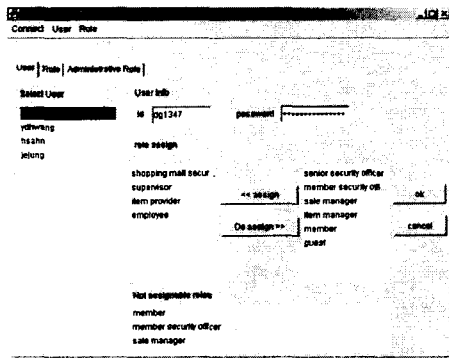 Connect User Role
User Role Administrative Role
Select User
User Info
id dg1347
password
ydhwang
hsahn
jejung
role assign
shopping mall secur...
supervisor
item provider
employee
<< assign
De assign >>
senior security officer
member security offi...
sale manager
item manager
member
guest
ok
cancel
Not assignable roles
member
member security officer
sale manager